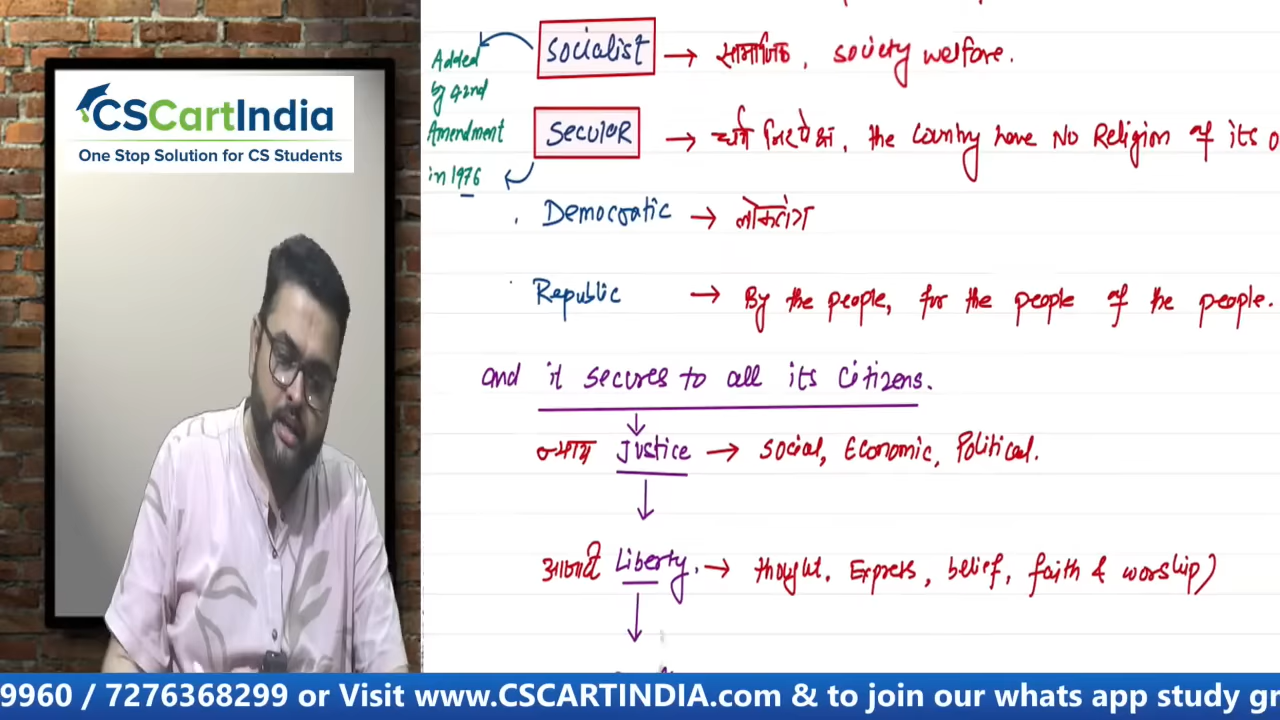 CSCartIndia
One Stop Solution for CS Students
Added
by 42nd
Amendment
in 1976
Socialist → सामाजिक, society welfare.
Secular → धर्म निरपेक्ष, the country have No Religion of its o
Democratic → लोकतंत्र
Republic → By the people, for the people of the people.
and it secures to all its citizens.
न्याय Justice → social, Economic, Political.
आजादी Liberty. → thought, Express, belief, faith & worship)
9960 / 7276368299 or Visit www.CSCARTINDIA.com & to join our whats app study gr